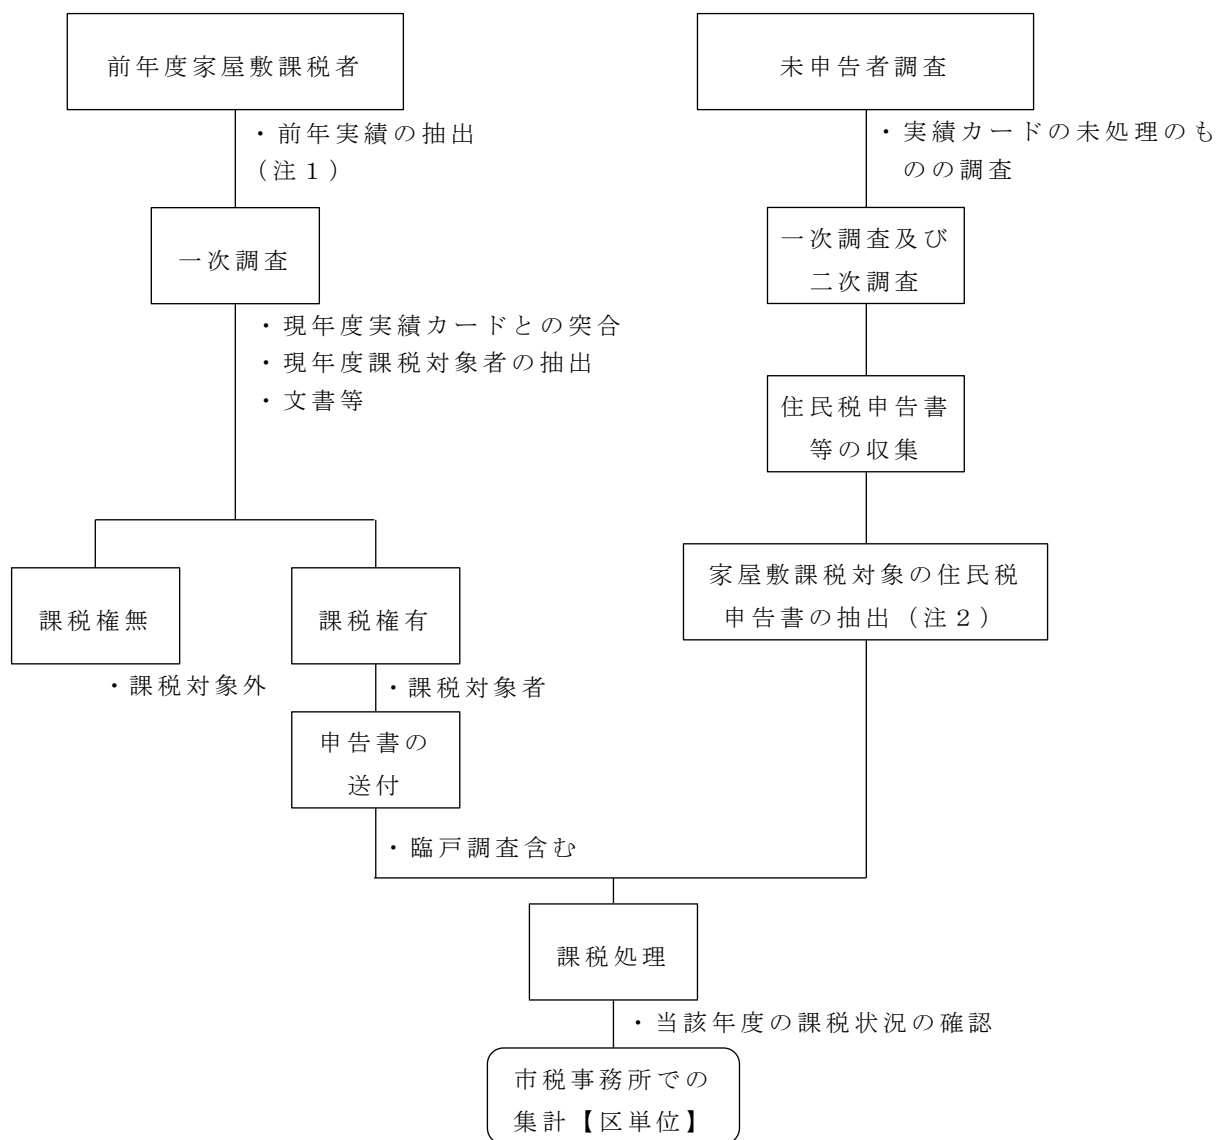 前年度家屋敷課税者
未申告者調査
・前年実績の抽出
（注１）
・実績カードの未処理のも
のの調査
一次調査
一次調査及び
二次調査
・現年度実績カードとの突合
・現年度課税対象者の抽出
・文書等
住民税申告書
等の収集
課税権無
課税権有
家屋敷課税対象の住民税
申告書の抽出（注２）
・課税対象外
・課税対象者
申告書の
送付
・臨戸調査含む
課税処理
・当該年度の課税状況の確認
市税事務所での
集計【区単位】